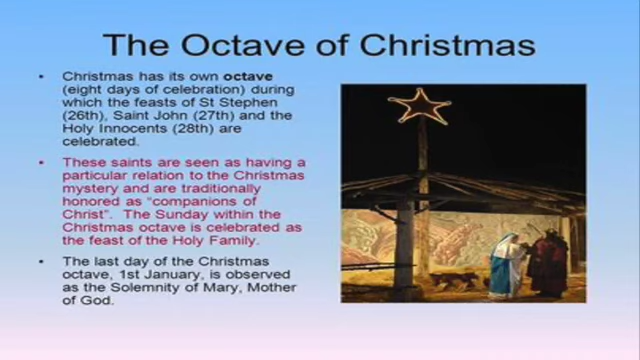 The Octave of Christmas
• Christmas has its own octave
(eight days of celebration) during
which the feasts of St Stephen
(26th), Saint John (27th) and the
Holy Innocents (28th) are
celebrated.
• These saints are seen as having a
particular relation to the Christmas
mystery and are traditionally
honored as “companions of
Christ”. The Sunday within the
Christmas octave is celebrated as
the feast of the Holy Family.
• The last day of the Christmas
octave, 1st January, is observed
as the Solemnity of Mary, Mother
of God.